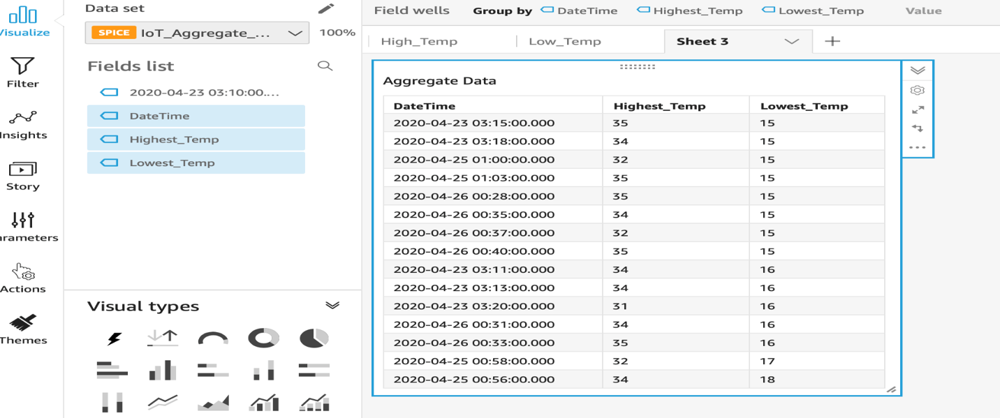 Data set
SPICE IoT_Aggregate_... 100%
Fields list
2020-04-23 03:10:00....
DateTime
Highest_Temp
Lowest_Temp
Visual types
Visualize
Filter
Insights
Story
arameters
Actions
Themes
Field wells Group by DateTime Highest_Temp Lowest_Temp Value
High_Temp Low_Temp Sheet 3
Aggregate Data
DateTime Highest_Temp Lowest_Temp
2020-04-23 03:15:00.000 35 15
2020-04-23 03:18:00.000 34 15
2020-04-25 01:00:00.000 32 15
2020-04-25 01:03:00.000 35 15
2020-04-26 00:28:00.000 35 15
2020-04-26 00:35:00.000 34 15
2020-04-26 00:37:00.000 32 15
2020-04-26 00:40:00.000 35 15
2020-04-23 03:11:00.000 34 16
2020-04-23 03:13:00.000 34 16
2020-04-23 03:20:00.000 31 16
2020-04-26 00:31:00.000 34 16
2020-04-26 00:33:00.000 35 16
2020-04-25 00:58:00.000 32 17
2020-04-25 00:56:00.000 34 18